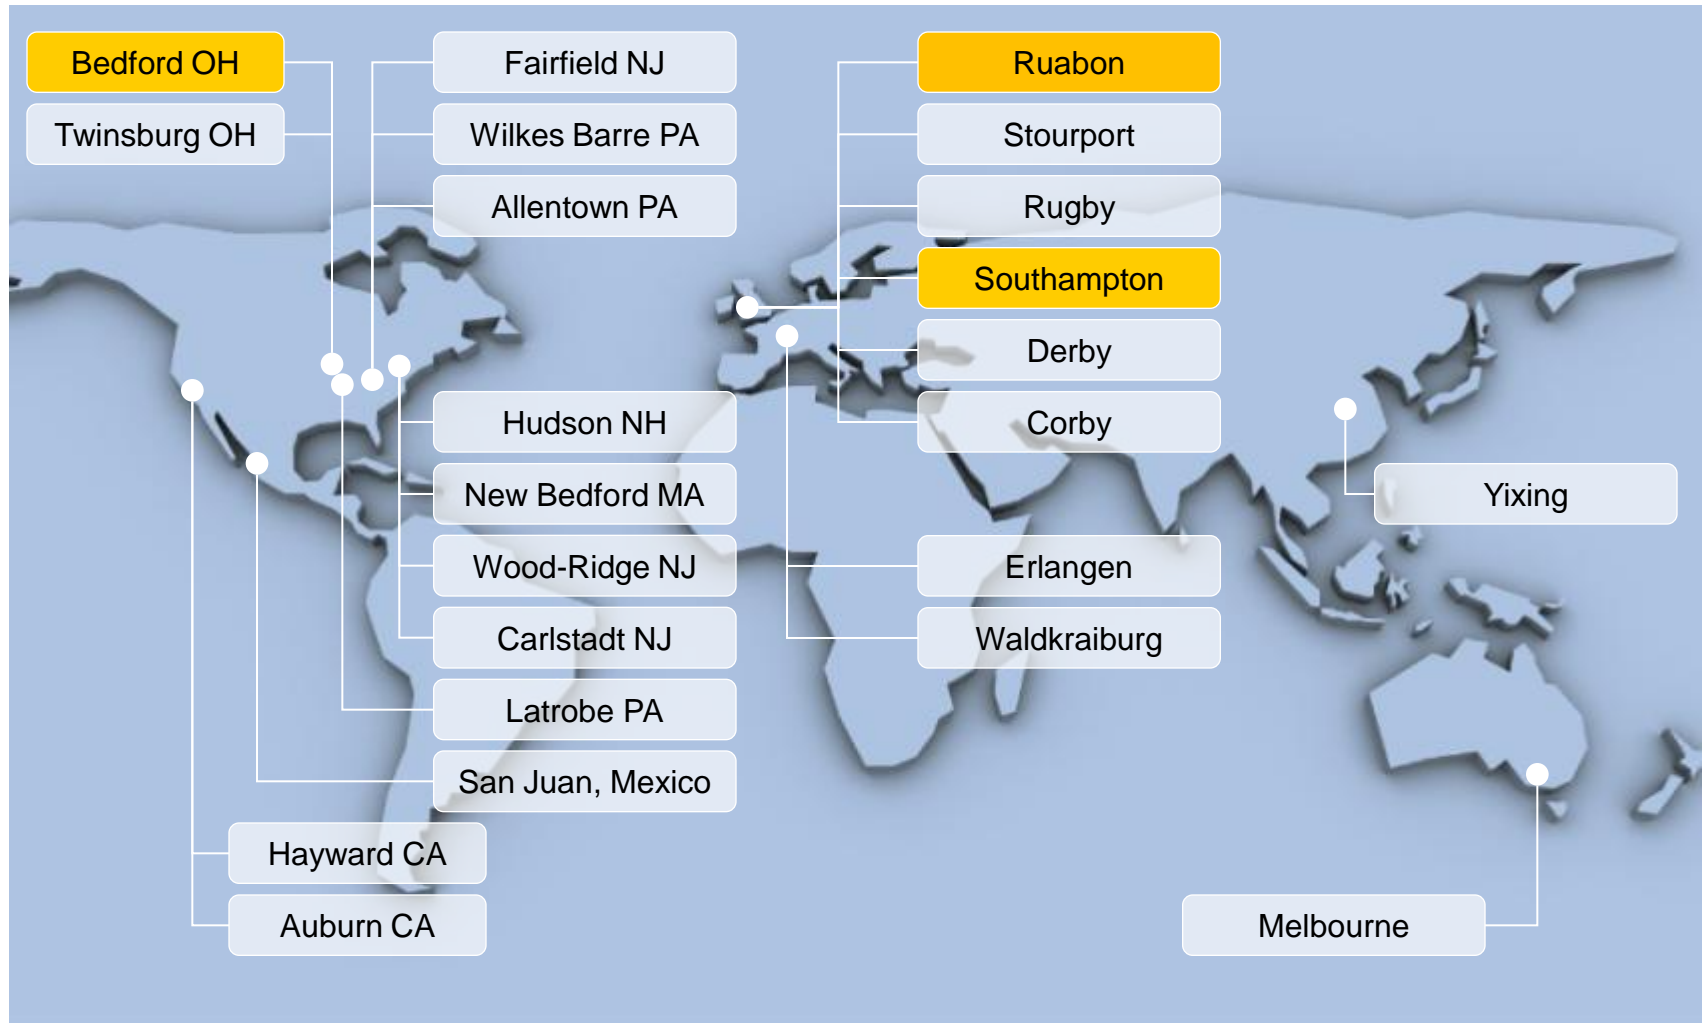 Bedford OH
Twinsburg OH
Fairfield NJ
Wilkes Barre PA
Allentown PA
Hudson NH
New Bedford MA
Wood-Ridge NJ
Carlstadt NJ
Latrobe PA
San Juan, Mexico
Hayward CA
Auburn CA
Ruabon
Stourport
Rugby
Southampton
Derby
Corby
Erlangen
Waldkraiburg
Yixing
Melbourne